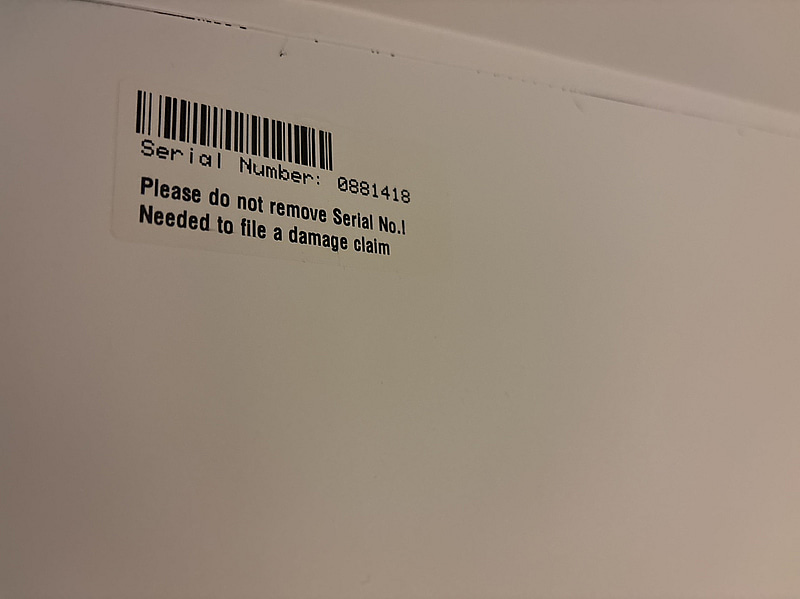 Serial Number: 0881418
Please do not remove Serial No.!
Needed to file a damage claim